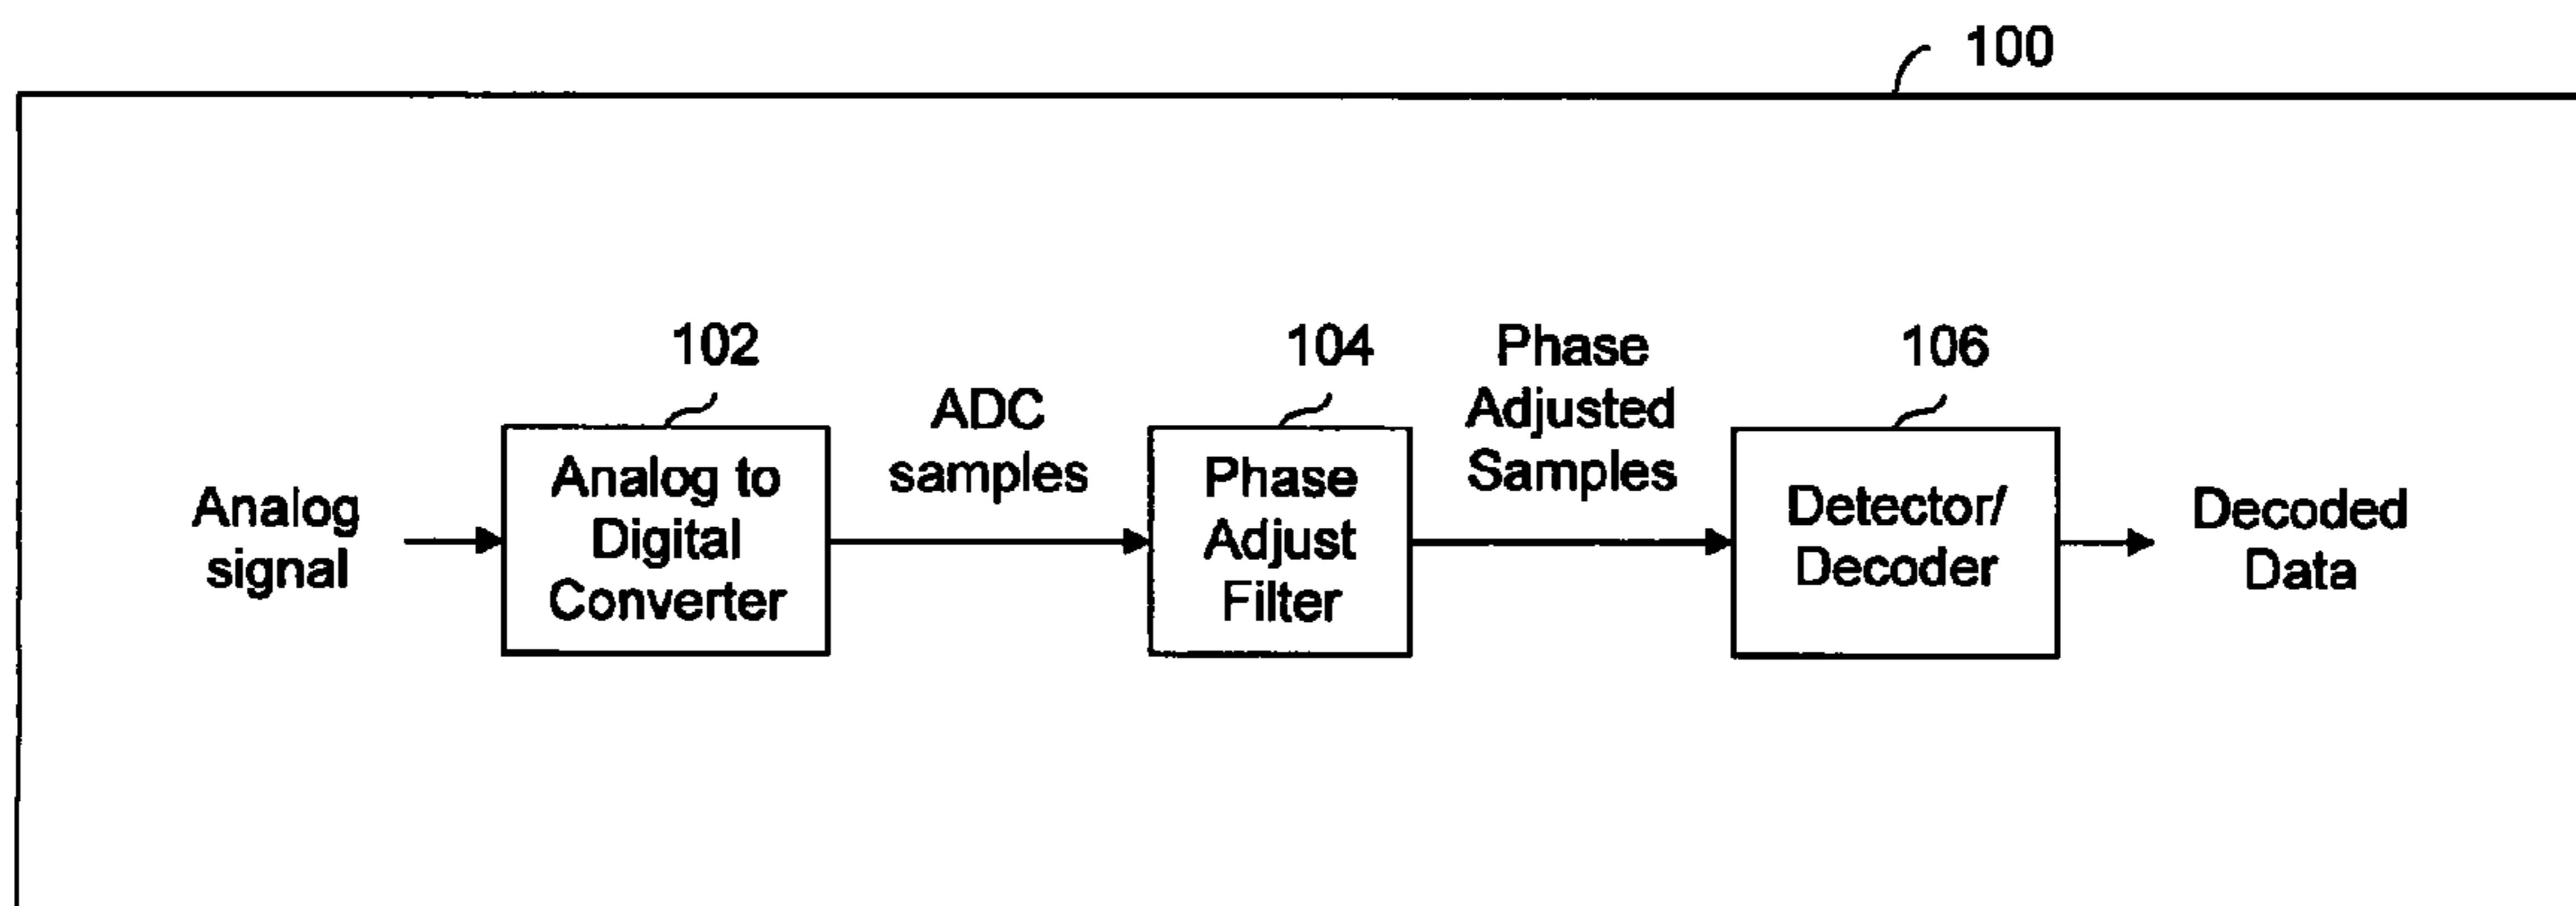 100
102
104
106
Analog
signal
Analog to
Digital
Converter
ADC
samples
Phase
Adjust
Filter
Phase
Adjusted
Samples
Detector/
Decoder
Decoded
Data